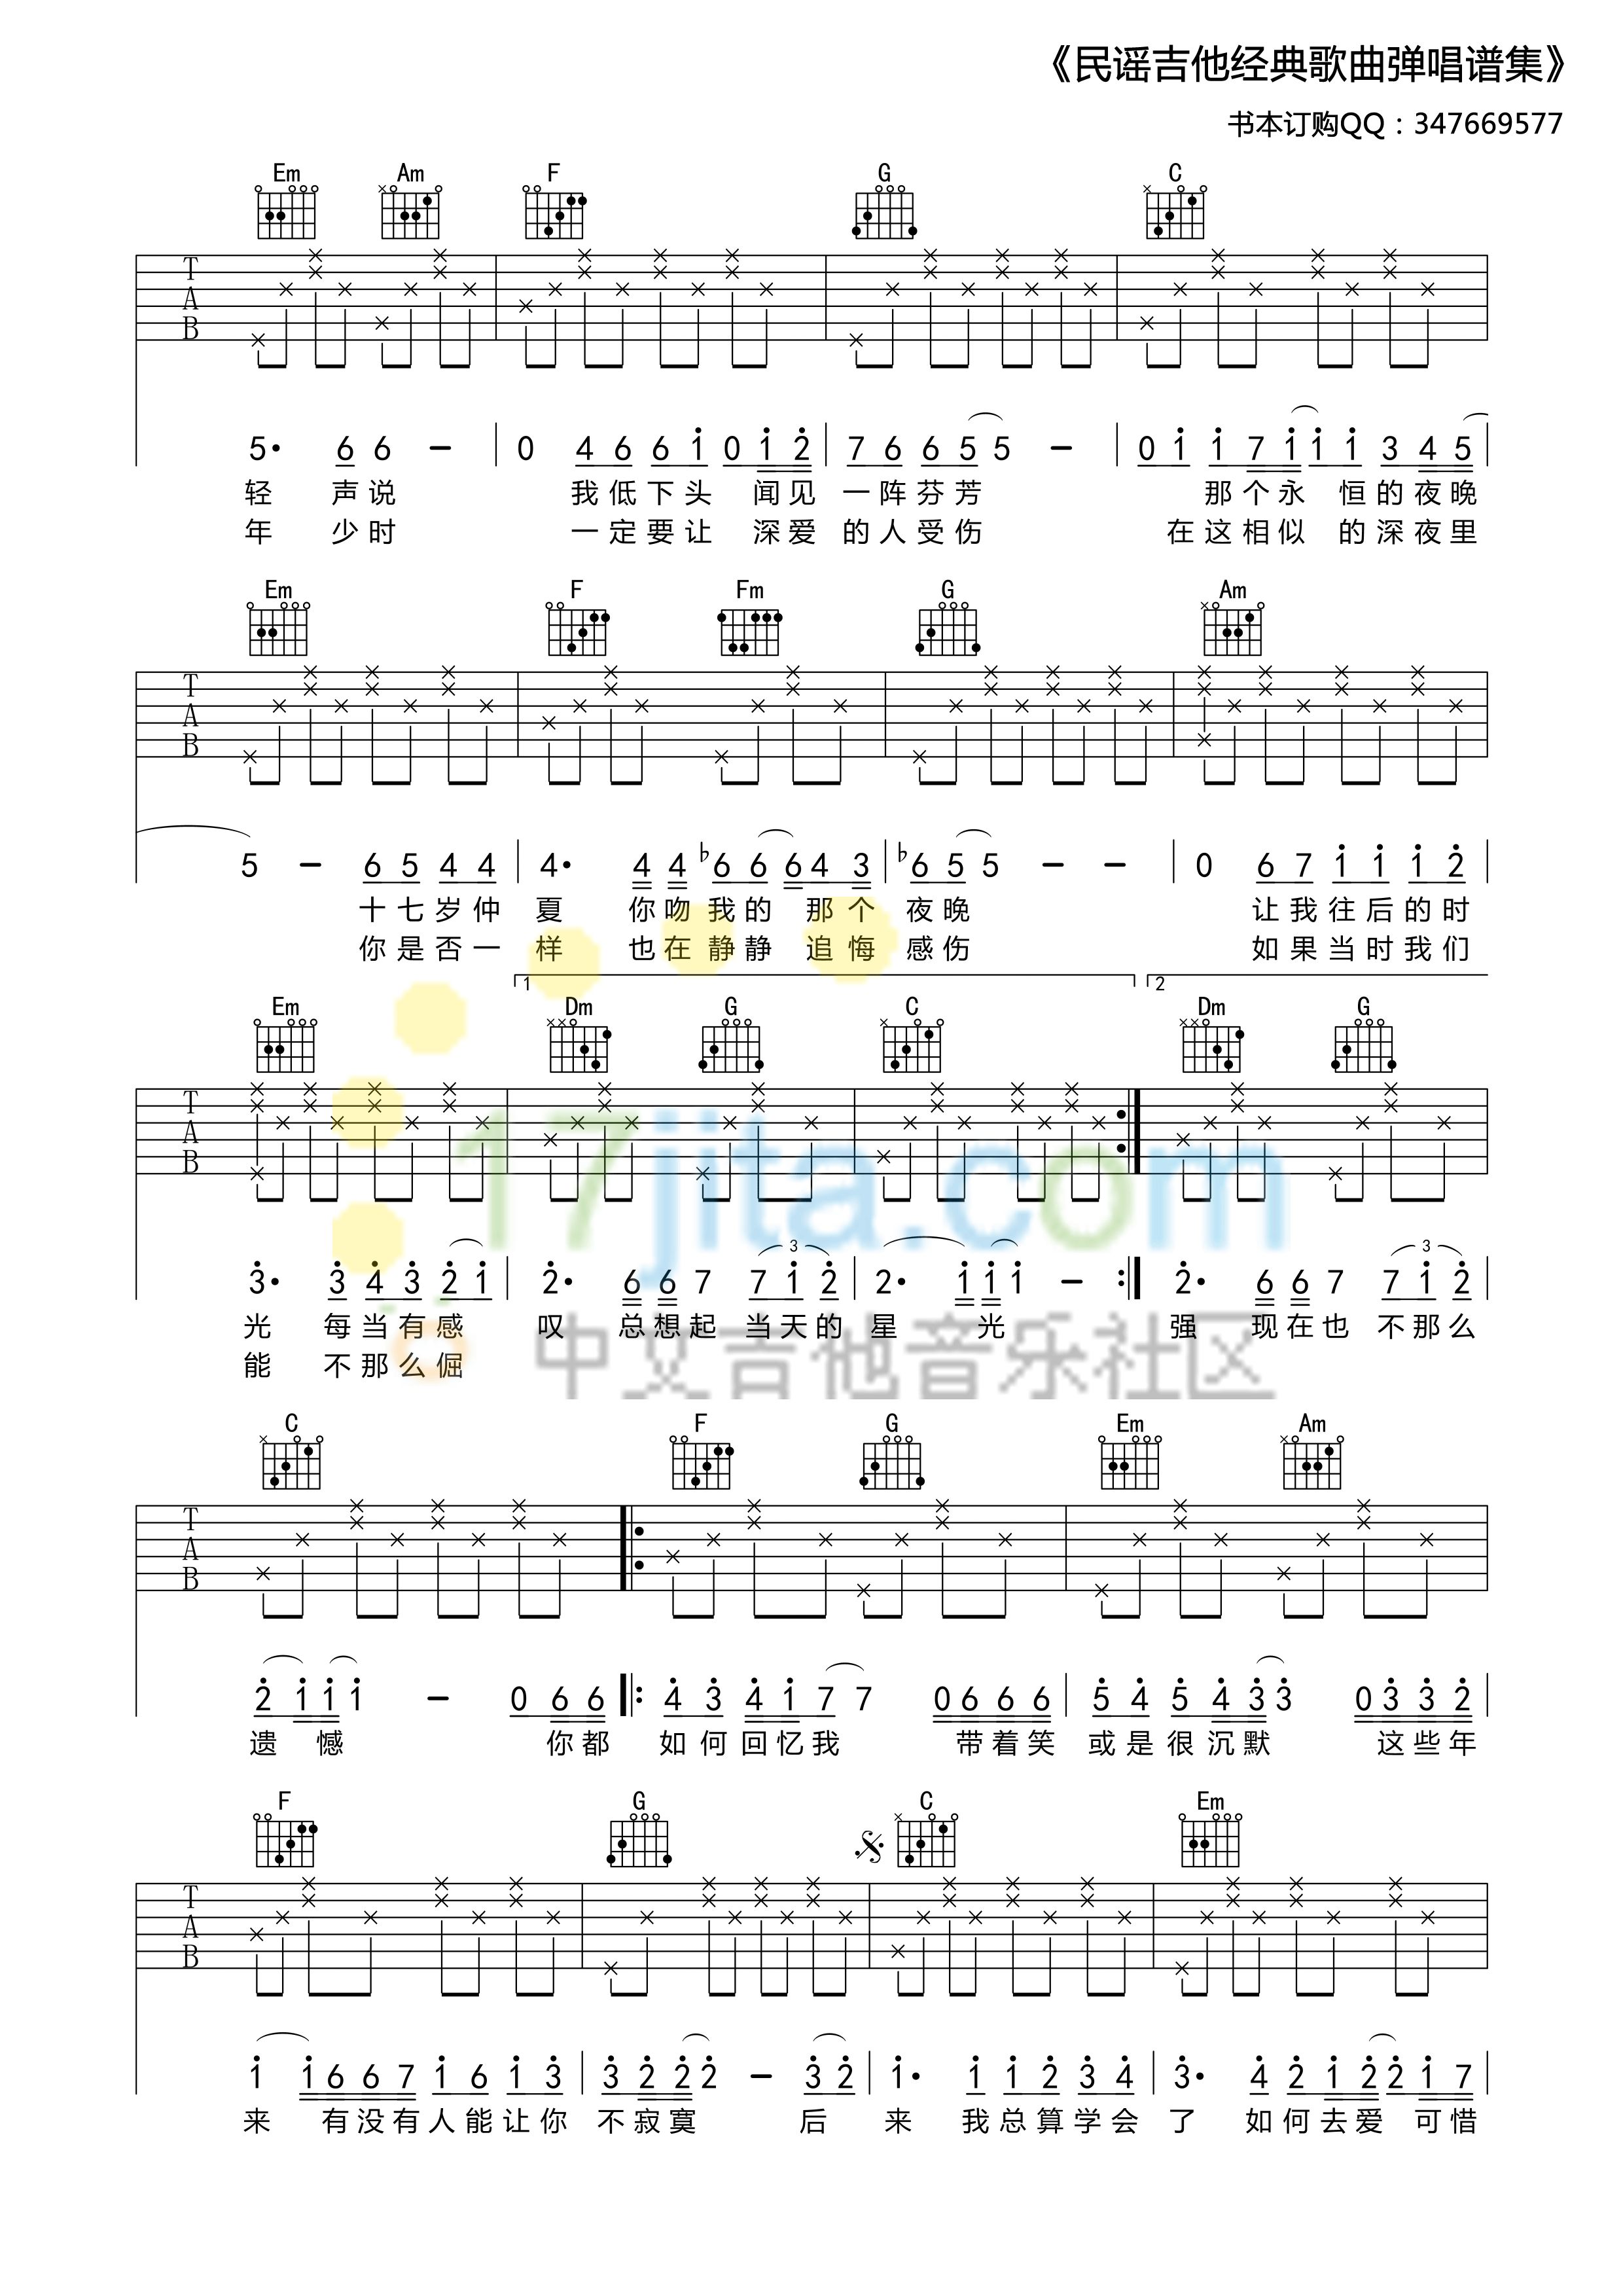 《民谣吉他经典歌曲弹唱谱集》
书本订购QQ：347669577
Em Am F G C
T
A
B
5· 6 6 － | 0 4 6 6 1 0 1 2 | 7 6 6 5 5 － | 0 1 1 7 1 1 1 3 4 5 |
轻 声说 我低下头 闻见 一阵芬芳 那个永 恒的夜晚
年 少时 一定要让 深爱 的人受伤 在这相似 的深夜里
Em F Fm G Am
T
A
B
5 － 6 5 4 4 | 4· 4 4 ♭6 6 6 4 3 | ♭6 5 5 － － | 0 6 7 1 1 1 2 |
十七岁仲 夏 你吻我的 那个 夜晚 让我往后的时
你是否一 样 也在静静 追悔 感伤 如果当时我们
1 2
Em Dm G C Dm G
T
A
B
3 3
3· 3 4 3 2 1 | 2· 6 6 7 7 1 2 | 2· 1 1 1 － :| 2· 6 6 7 7 1 2
光 每当有感 叹 总想起 当天的 星 光 强 现在也 不那么
能 不那么倔
17jita.com
中文吉他音乐社区
C F G Em Am
T
A
B
2 1 1 1 － 0 6 6 |: 4 3 4 1 7 7 0 6 6 6 | 5 4 5 4 3 3 0 3 3 2 |
遗 憾 你都 如何回忆我 带着笑 或是很沉默 这些年
F G C Em
T
A
B
1 1 6 6 7 1 6 1 3 | 3 2 2 2 － 3 2 | 1· 1 1 2 3 4 | 3· 4 2 1 2 2 1 7 |
来 有没有人能让你 不寂寞 后 来 我总算学会 了 如何去爱 可惜